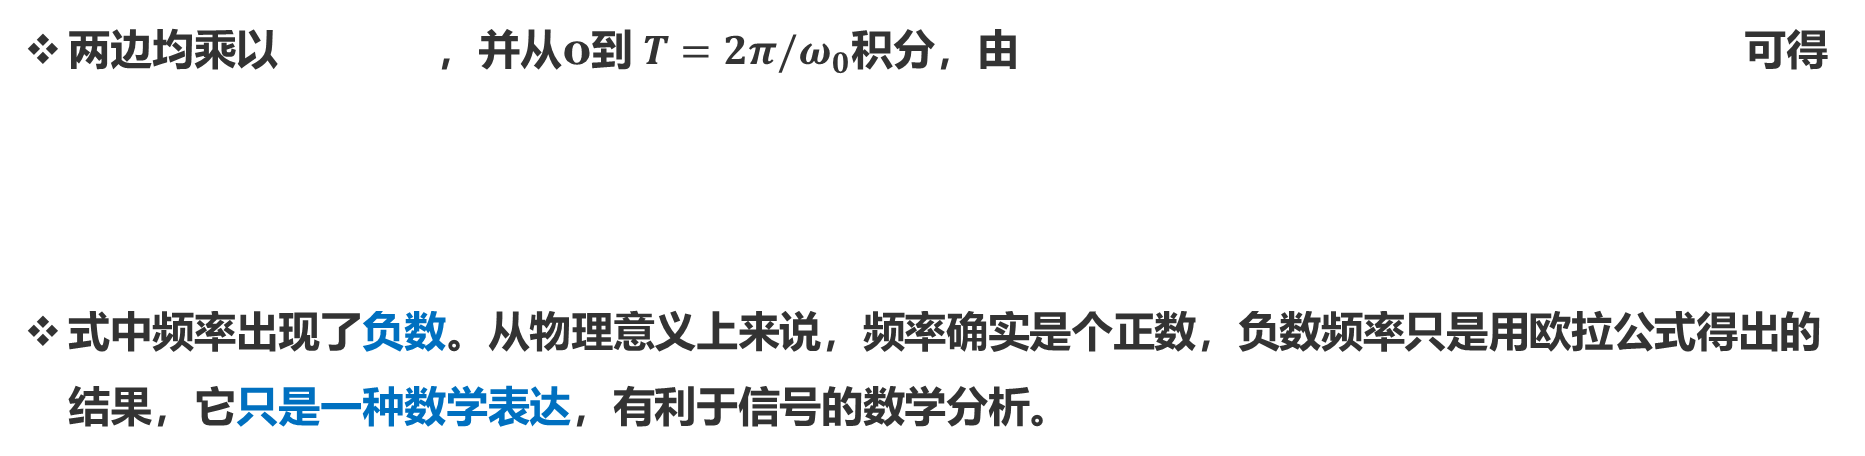 ❖ 两边均乘以 ，并从0到 T = 2π/ω₀积分，由 可得
❖ 式中频率出现了负数。从物理意义上来说，频率确实是个正数，负数频率只是用欧拉公式得出的
结果，它只是一种数学表达，有利于信号的数学分析。